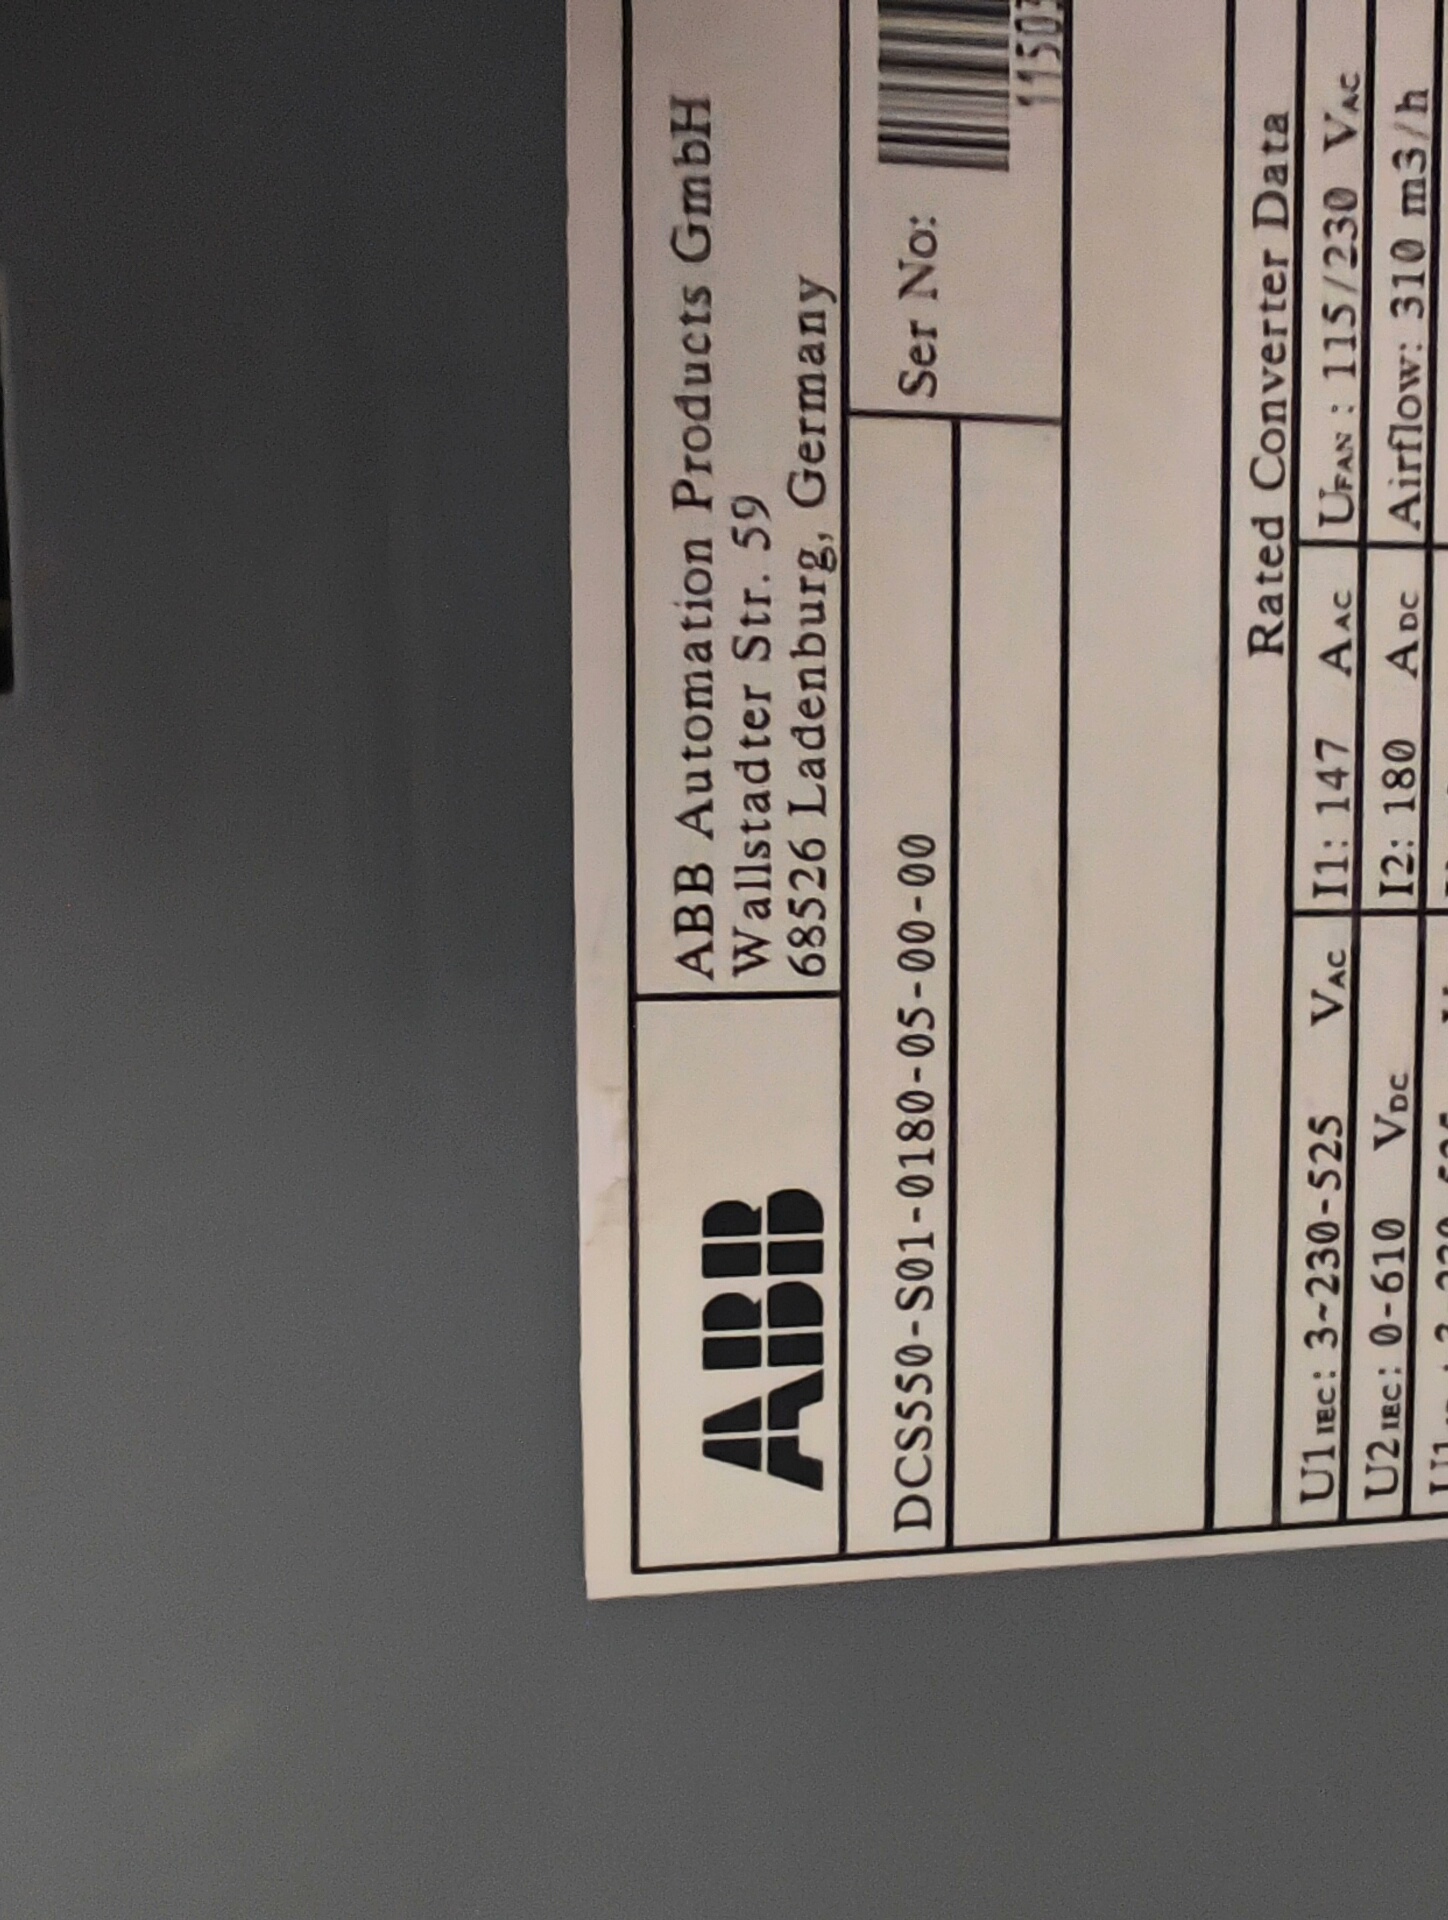 ABB
ABB Automation Products GmbH
Wallstadter Str. 59
68526 Ladenburg, Germany
DCS550-S01-0180-05-00-00
Ser No:
Rated Converter Data
U1IEC: 3~230-525 VAC
I1: 147 AAC
UFAN: 115/230 VAC
U2IEC: 0-610 VDC
I2: 180 ADC
Airflow: 310 m3/h